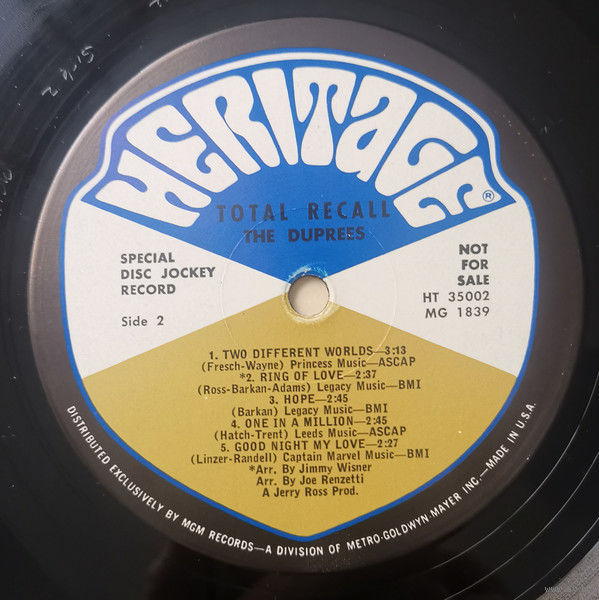 HERITAGE®
TOTAL RECALL
THE DUPREES
SPECIAL
DISC JOCKEY
RECORD
Side 2
NOT
FOR
SALE
HT 35002
MG 1839
1. TWO DIFFERENT WORLDS—3:13
(Fresch-Wayne) Princess Music—ASCAP
*2. RING OF LOVE—2:37
(Ross-Barkan-Adams) Legacy Music—BMI
3. HOPE—2:45
(Barkan) Legacy Music—BMI
4. ONE IN A MILLION—2:45
(Hatch-Trent) Leeds Music—ASCAP
5. GOOD NIGHT MY LOVE—2:27
(Linzer-Randell) Captain Marvel Music—BMI
*Arr. By Jimmy Wisner
Arr. By Joe Renzetti
A Jerry Ross Prod.
DISTRIBUTED EXCLUSIVELY BY MGM RECORDS—A DIVISION OF METRO-GOLDWYN-MAYER INC.—MADE IN U.S.A.